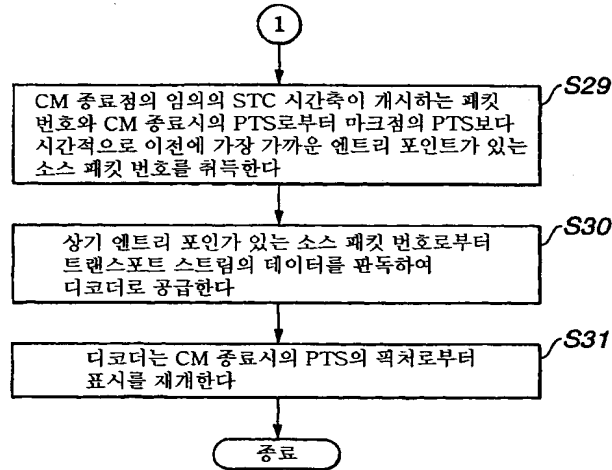 1
S29
CM 종료점의 임의의 STC 시간축이 개시하는 패킷
번호와 CM 종료시의 PTS로부터 마크점의 PTS보다
시간적으로 이전에 가장 가까운 엔트리 포인트가 있는
소스 패킷 번호를 취득한다
S30
상기 엔트리 포인가 있는 소스 패킷 번호로부터
트랜스포트 스트림의 데이터를 판독하여
디코더로 공급한다
S31
디코더는 CM 종료시의 PTS의 픽처로부터
표시를 재개한다
종료